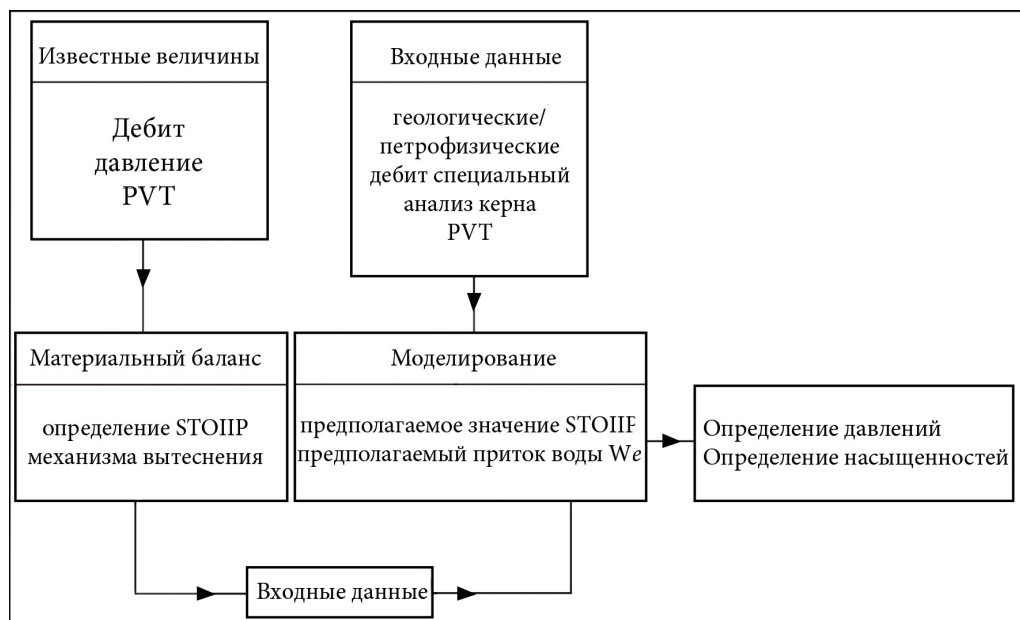 Известные величины
Дебит
давление
PVT
Входные данные
геологические/
петрофизические
дебит специальный
анализ керна
PVT
Материальный баланс
определение STOIIP
механизма вытеснения
Моделирование
предполагаемое значение STOIIP
предполагаемый приток воды We
Определение давлений
Определение насыщенностей
Входные данные